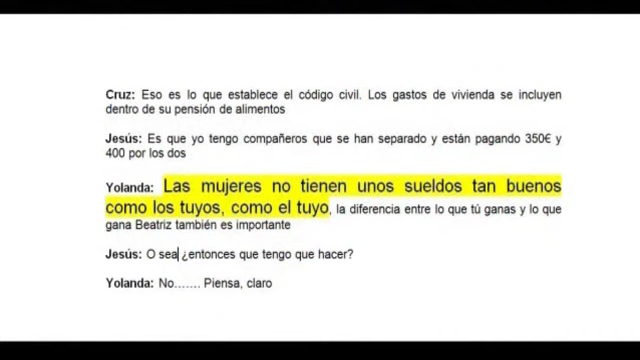 Cruz: Eso es lo que establece el código civil. Los gastos de vivienda se incluyen
dentro de su pensión de alimentos
Jesús: Es que yo tengo compañeros que se han separado y están pagando 350€ y
400 por los dos
Yolanda: Las mujeres no tienen unos sueldos tan buenos
como los tuyos, como el tuyo, la diferencia entre lo que tú ganas y lo que
gana Beatriz también es importante
Jesús: O sea ¿entonces que tengo que hacer?
Yolanda: No....... Piensa, claro